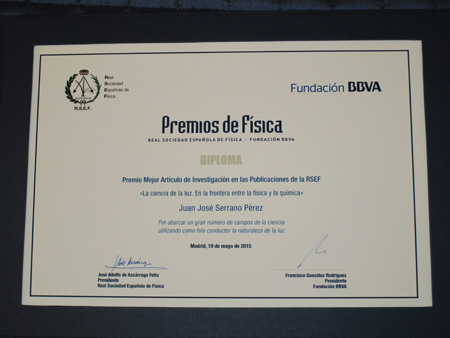 Real
Sociedad
Española de
Física
R.S.E.F.
Fundación BBVA
Premios de Física
REAL SOCIEDAD ESPAÑOLA DE FÍSICA - FUNDACIÓN BBVA
DIPLOMA
Premio Mejor Artículo de Investigación en las Publicaciones de la RSEF
«La ciencia de la luz. En la frontera entre la física y la química»
Juan José Serrano Pérez
Por abarcar un gran número de campos de la ciencia
utilizando como hilo conductor la naturaleza de la luz
Madrid, 19 de mayo de 2015
José Adolfo de Azcárraga Feliu
Presidente
Real Sociedad Española de Física
Francisco González Rodríguez
Presidente
Fundación BBVA